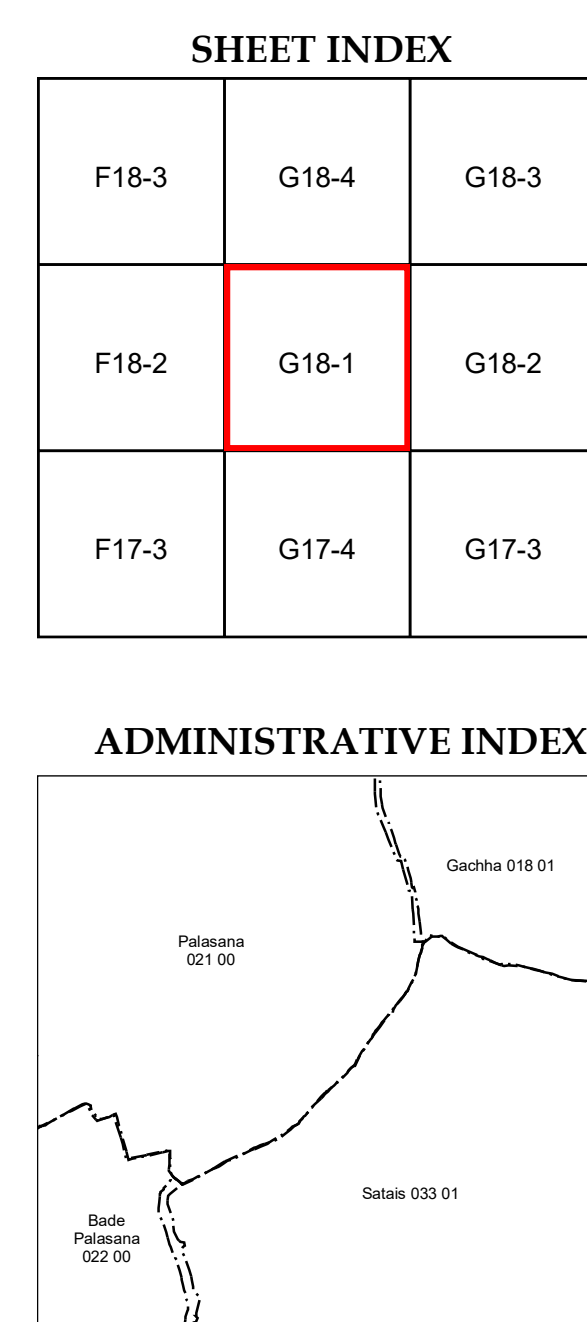 SHEET INDEX
F18-3 G18-4 G18-3
F18-2 G18-1 G18-2
F17-3 G17-4 G17-3
ADMINISTRATIVE INDEX
Gachha 018 01
Palasana
021 00
Satais 033 01
Bade
Palasana
022 00